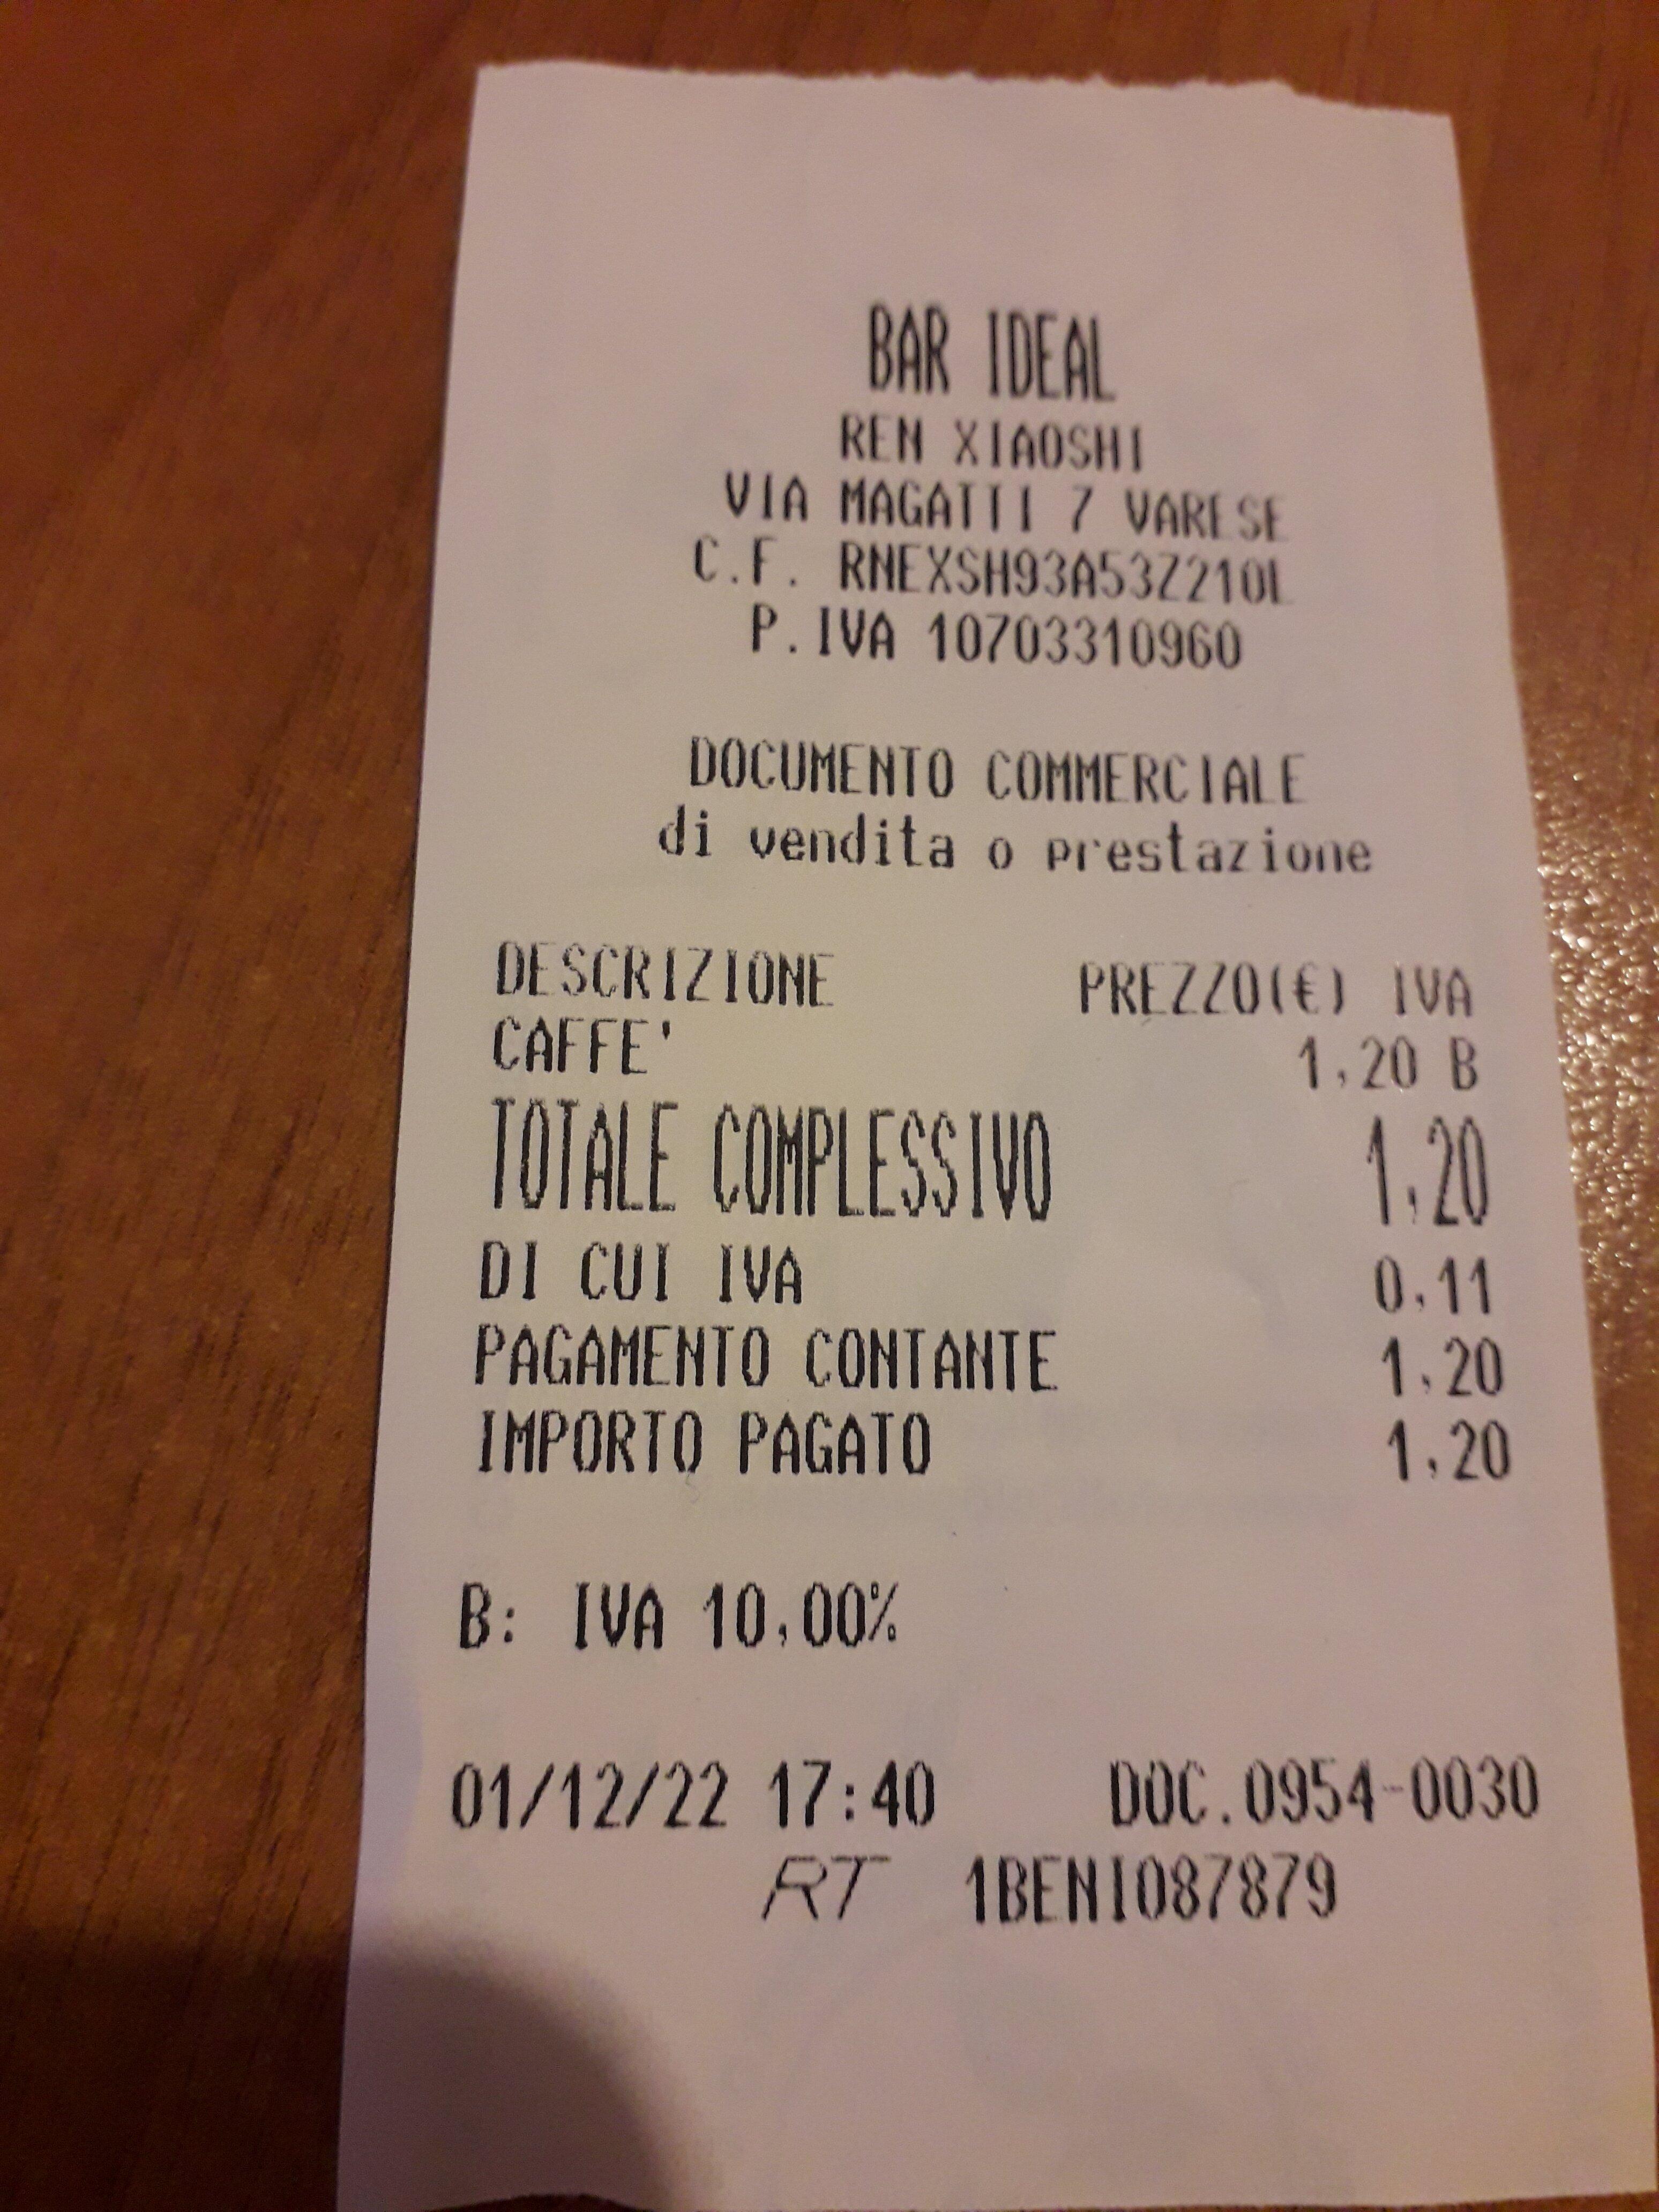 BAR IDEAL
REN XIAOSHI
VIA MAGATTI 7 VARESE
C.F. RNEXSH93A53Z210L
P.IVA 10703310960
DOCUMENTO COMMERCIALE
di vendita o prestazione
DESCRIZIONE PREZZO(€) IVA
CAFFE' 1,20 B
TOTALE COMPLESSIVO 1,20
DI CUI IVA 0,11
PAGAMENTO CONTANTE 1,20
IMPORTO PAGATO 1,20
B: IVA 10,00%
01/12/22 17:40 DOC.0954-0030
RT 1BENI087879